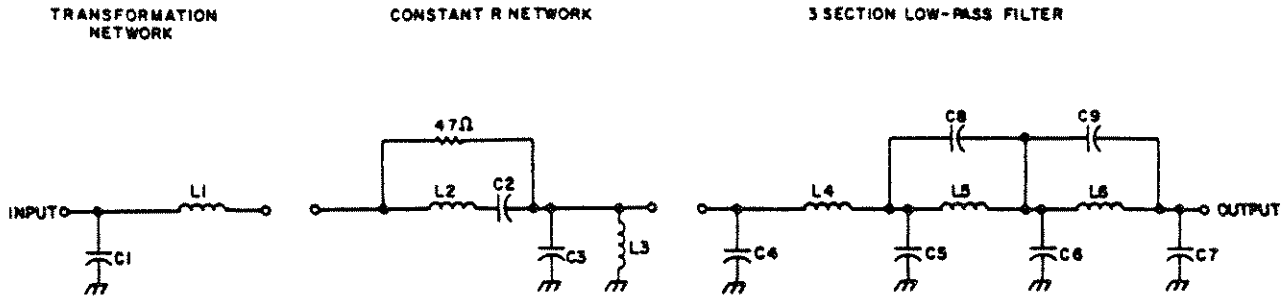 TRANSFORMATION
NETWORK
CONSTANT R NETWORK
3 SECTION LOW-PASS FILTER
47Ω
C8
C9
L1
L2
C2
L4
L5
L6
INPUT
OUTPUT
C1
C3
L3
C4
C5
C6
C7